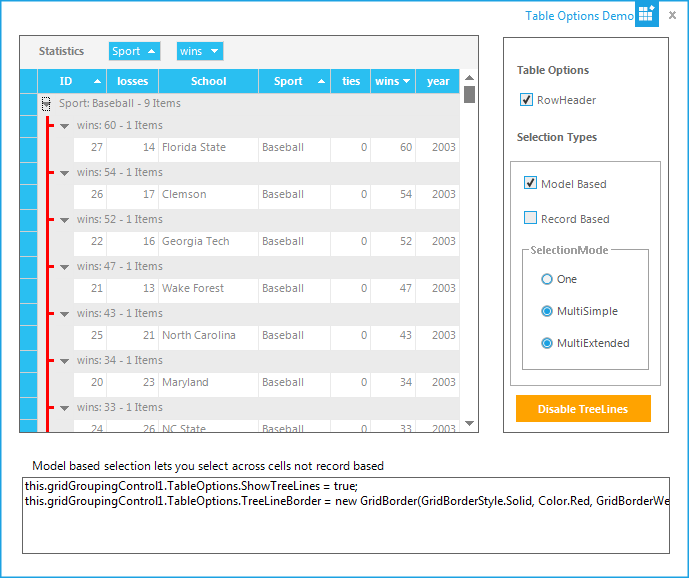 Table Options Demo
Statistics Sport wins
ID losses School Sport ties wins year
Sport: Baseball - 9 Items
wins: 60 - 1 Items
27 14 Florida State Baseball 0 60 2003
wins: 54 - 1 Items
26 17 Clemson Baseball 0 54 2003
wins: 52 - 1 Items
22 16 Georgia Tech Baseball 0 52 2003
wins: 47 - 1 Items
21 13 Wake Forest Baseball 0 47 2003
wins: 43 - 1 Items
25 21 North Carolina Baseball 0 43 2003
wins: 34 - 1 Items
20 23 Maryland Baseball 0 34 2003
wins: 33 - 1 Items
24 26 NC State Baseball 0 33 2003
Table Options
RowHeader
Selection Types
Model Based
Record Based
SelectionMode
One
MultiSimple
MultiExtended
Disable TreeLines
Model based selection lets you select across cells not record based
this.gridGroupingControl1.TableOptions.ShowTreeLines = true;
this.gridGroupingControl1.TableOptions.TreeLineBorder = new GridBorder(GridBorderStyle.Solid, Color.Red, GridBorderWe